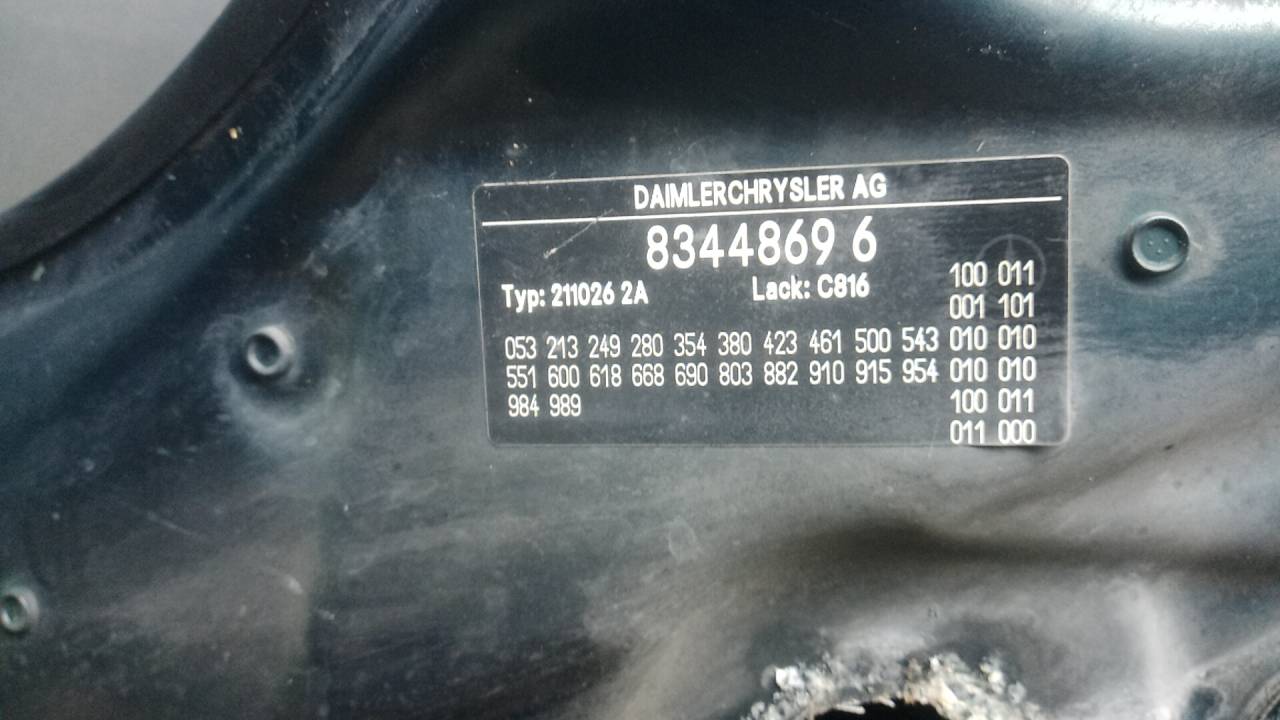 DAIMLERCHRYSLER AG
8344869 6
Typ: 211026 2A Lack: C816
100 011
001 101
053 213 249 280 354 380 423 461 500 543 010 010
551 600 618 668 690 803 882 910 915 954 010 010
984 989 100 011
011 000